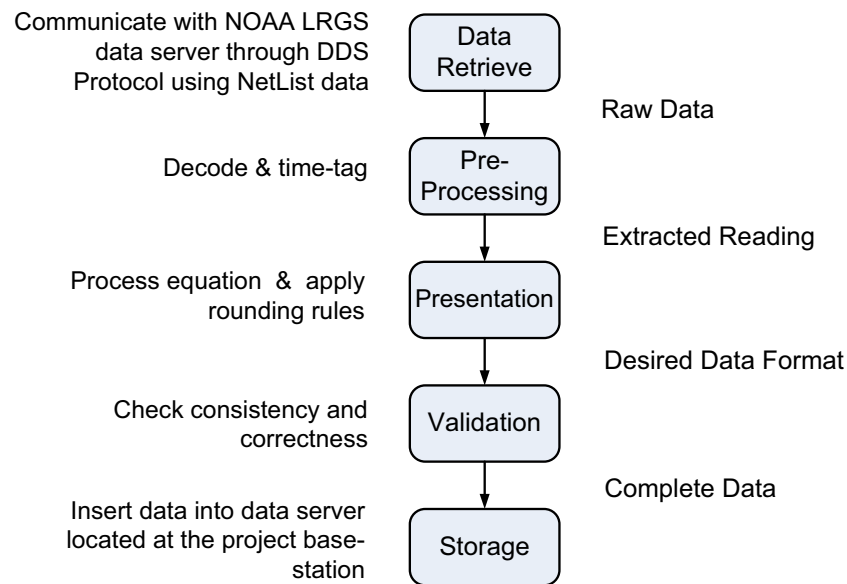 Communicate with NOAA LRGS
data server through DDS
Protocol using NetList data
Data
Retrieve
Raw Data
Decode & time-tag
Pre-
Processing
Extracted Reading
Process equation & apply
rounding rules
Presentation
Desired Data Format
Check consistency and
correctness
Validation
Complete Data
Insert data into data server
located at the project base-
station
Storage